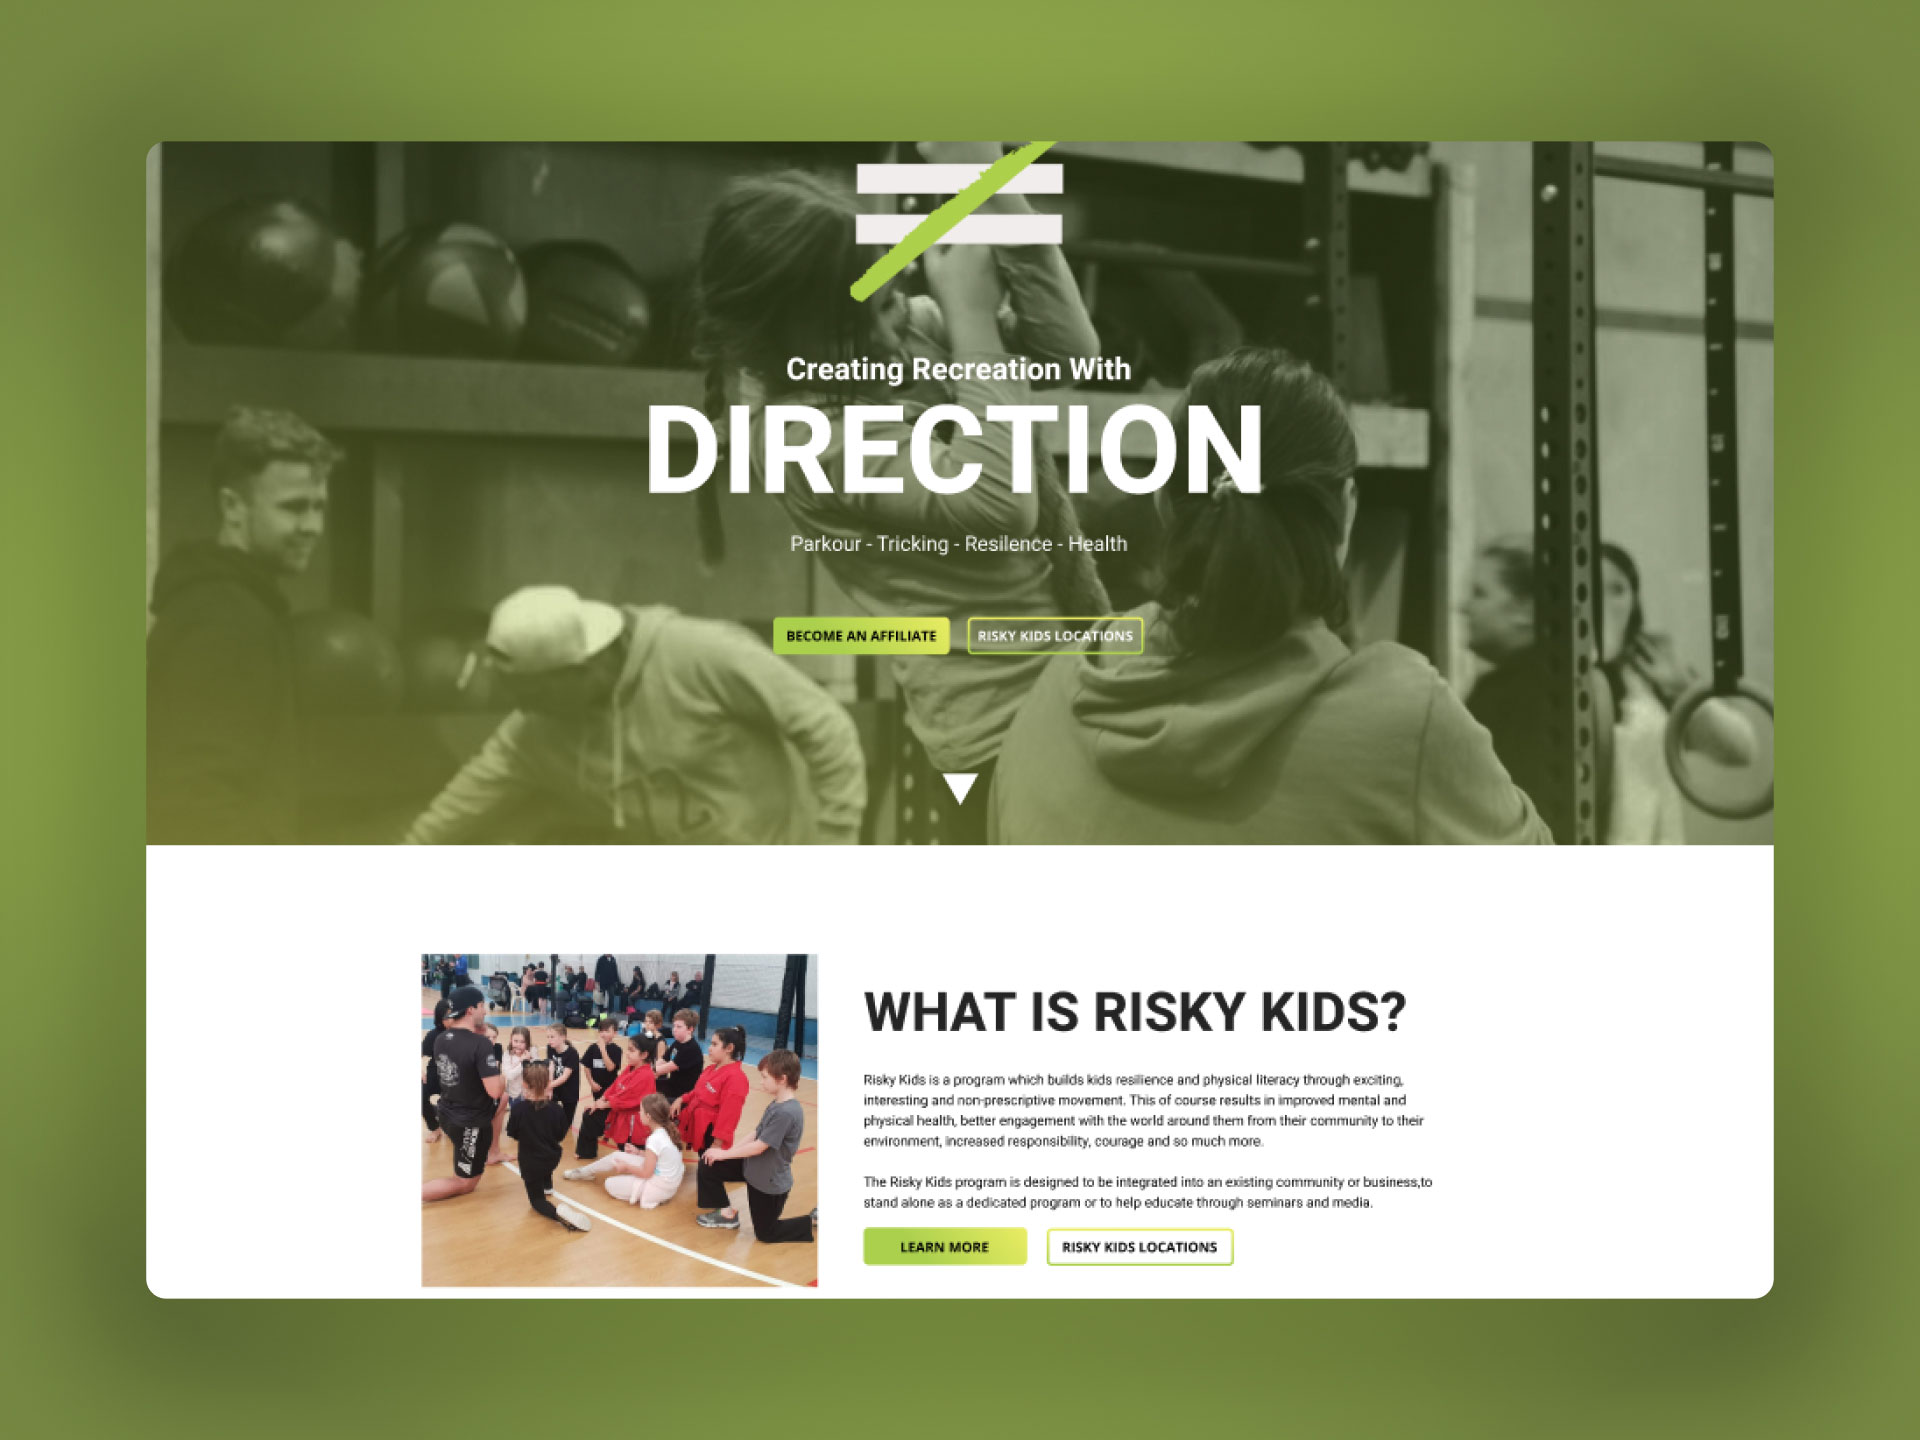 Creating Recreation With
DIRECTION
Parkour - Tricking - Resilence - Health
BECOME AN AFFILIATE
RISKY KIDS LOCATIONS
WHAT IS RISKY KIDS?
Risky Kids is a program which builds kids resilience and physical literacy through exciting,
interesting and non-prescriptive movement. This of course results in improved mental and
physical health, better engagement with the world around them from their community to their
environment, increased responsibility, courage and so much more.
The Risky Kids program is designed to be integrated into an existing community or business,to
stand alone as a dedicated program or to help educate through seminars and media.
LEARN MORE
RISKY KIDS LOCATIONS